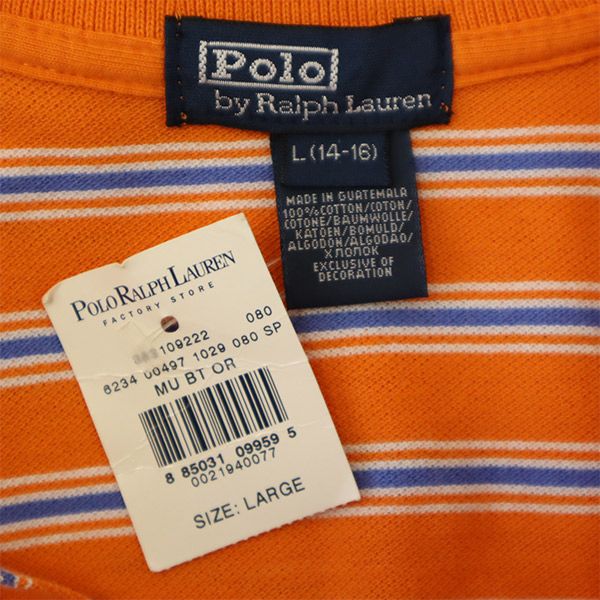 Polo
by Ralph Lauren
L (14-16)
MADE IN GUATEMALA
100% COTTON/COTON/
COTONE/BAUMWOLLE/
KATOEN/BOMULD/
ALGODON/ALGODAO/
ХЛОПОК
EXCLUSIVE OF
DECORATION
POLO RALPH LAUREN
FACTORY STORE
109222 080
6234 00497 1029 080 SP
MU BT OR
8 85031 09959 5
0021940077
SIZE: LARGE